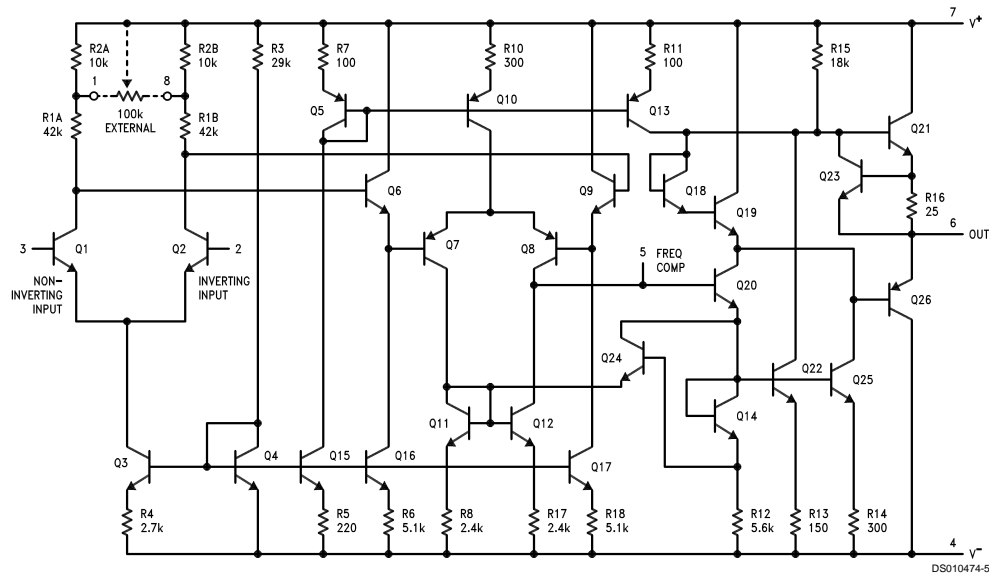 7 V+
R2A
10k
R2B
10k
R3
29k
R7
100
R10
300
R11
100
R15
18k
1
8
100k
EXTERNAL
R1A
42k
R1B
42k
Q5
Q10
Q13
Q21
Q23
Q6
Q9
Q18
Q19
R16
25
6
OUT
3
Q1
Q2
2
Q7
Q8
5 FREQ
COMP
Q20
NON-
INVERTING
INPUT
INVERTING
INPUT
Q26
Q24
Q22
Q25
Q11
Q12
Q14
Q3
Q4
Q15
Q16
Q17
R4
2.7k
R5
220
R6
5.1k
R8
2.4k
R17
2.4k
R18
5.1k
R12
5.6k
R13
150
R14
300
4 V-
DS010474-5